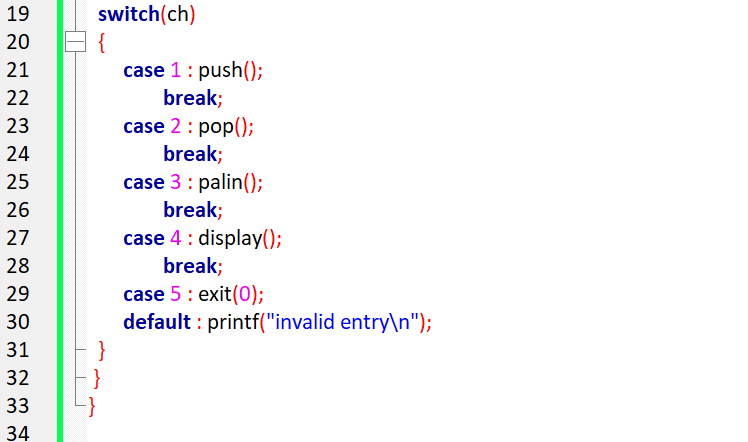 19 switch(ch)
20 {
21 case 1 : push();
22 break;
23 case 2 : pop();
24 break;
25 case 3 : palin();
26 break;
27 case 4 : display();
28 break;
29 case 5 : exit(0);
30 default : printf("invalid entry\n");
31 }
32 }
33 }
34